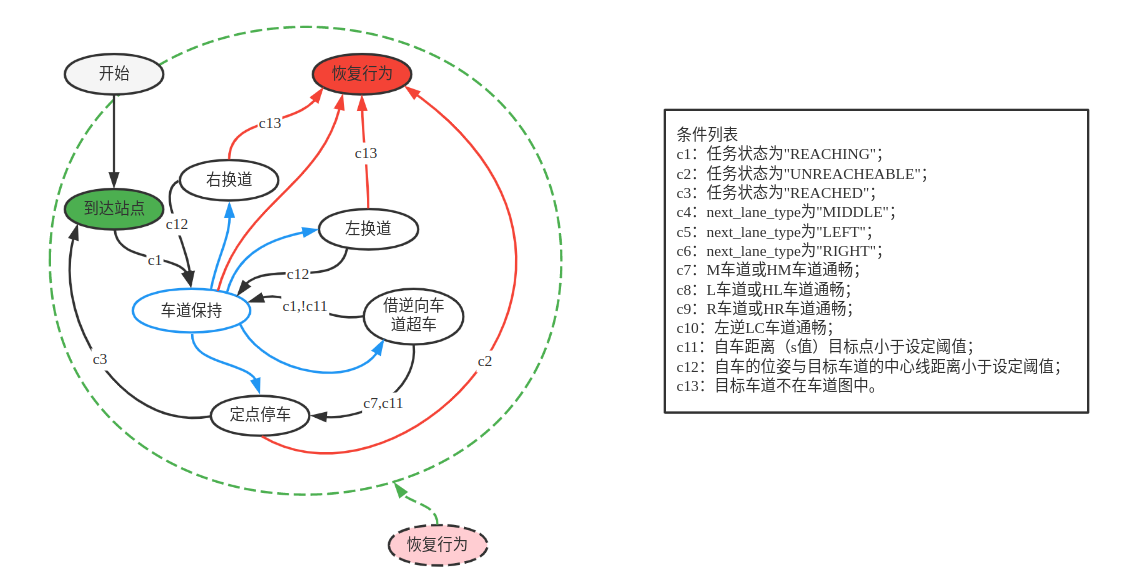 开始
恢复行为
c13
c13
右换道
到达站点
c12
左换道
c1
c12
车道保持
c1,!c11
借逆向车
道超车
c3
c2
c7,c11
定点停车
恢复行为
条件列表
c1：任务状态为"REACHING"；
c2：任务状态为"UNREACHEABLE"；
c3：任务状态为"REACHED"；
c4：next_lane_type为"MIDDLE"；
c5：next_lane_type为"LEFT"；
c6：next_lane_type为"RIGHT"；
c7：M车道或HM车道通畅；
c8：L车道或HL车道通畅；
c9：R车道或HR车道通畅；
c10：左逆LC车道通畅；
c11：自车距离（s值）目标点小于设定阈值；
c12：自车的位姿与目标车道的中心线距离小于设定阈值；
c13：目标车道不在车道图中。